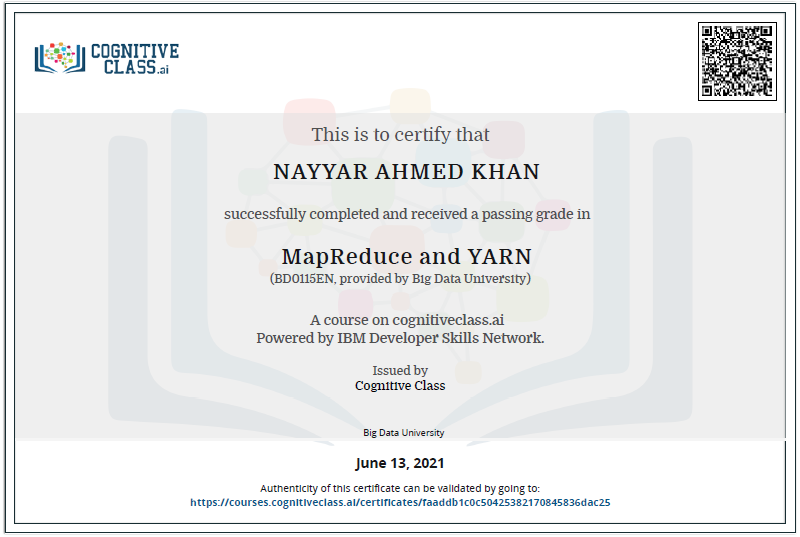 COGNITIVE
CLASS.ai
This is to certify that
NAYYAR AHMED KHAN
successfully completed and received a passing grade in
MapReduce and YARN
(BD0115EN, provided by Big Data University)
A course on cognitiveclass.ai
Powered by IBM Developer Skills Network.
Issued by
Cognitive Class
Big Data University
June 13, 2021
Authenticity of this certificate can be validated by going to:
https://courses.cognitiveclass.ai/certificates/faaddb1c0c50425382170845836dac25